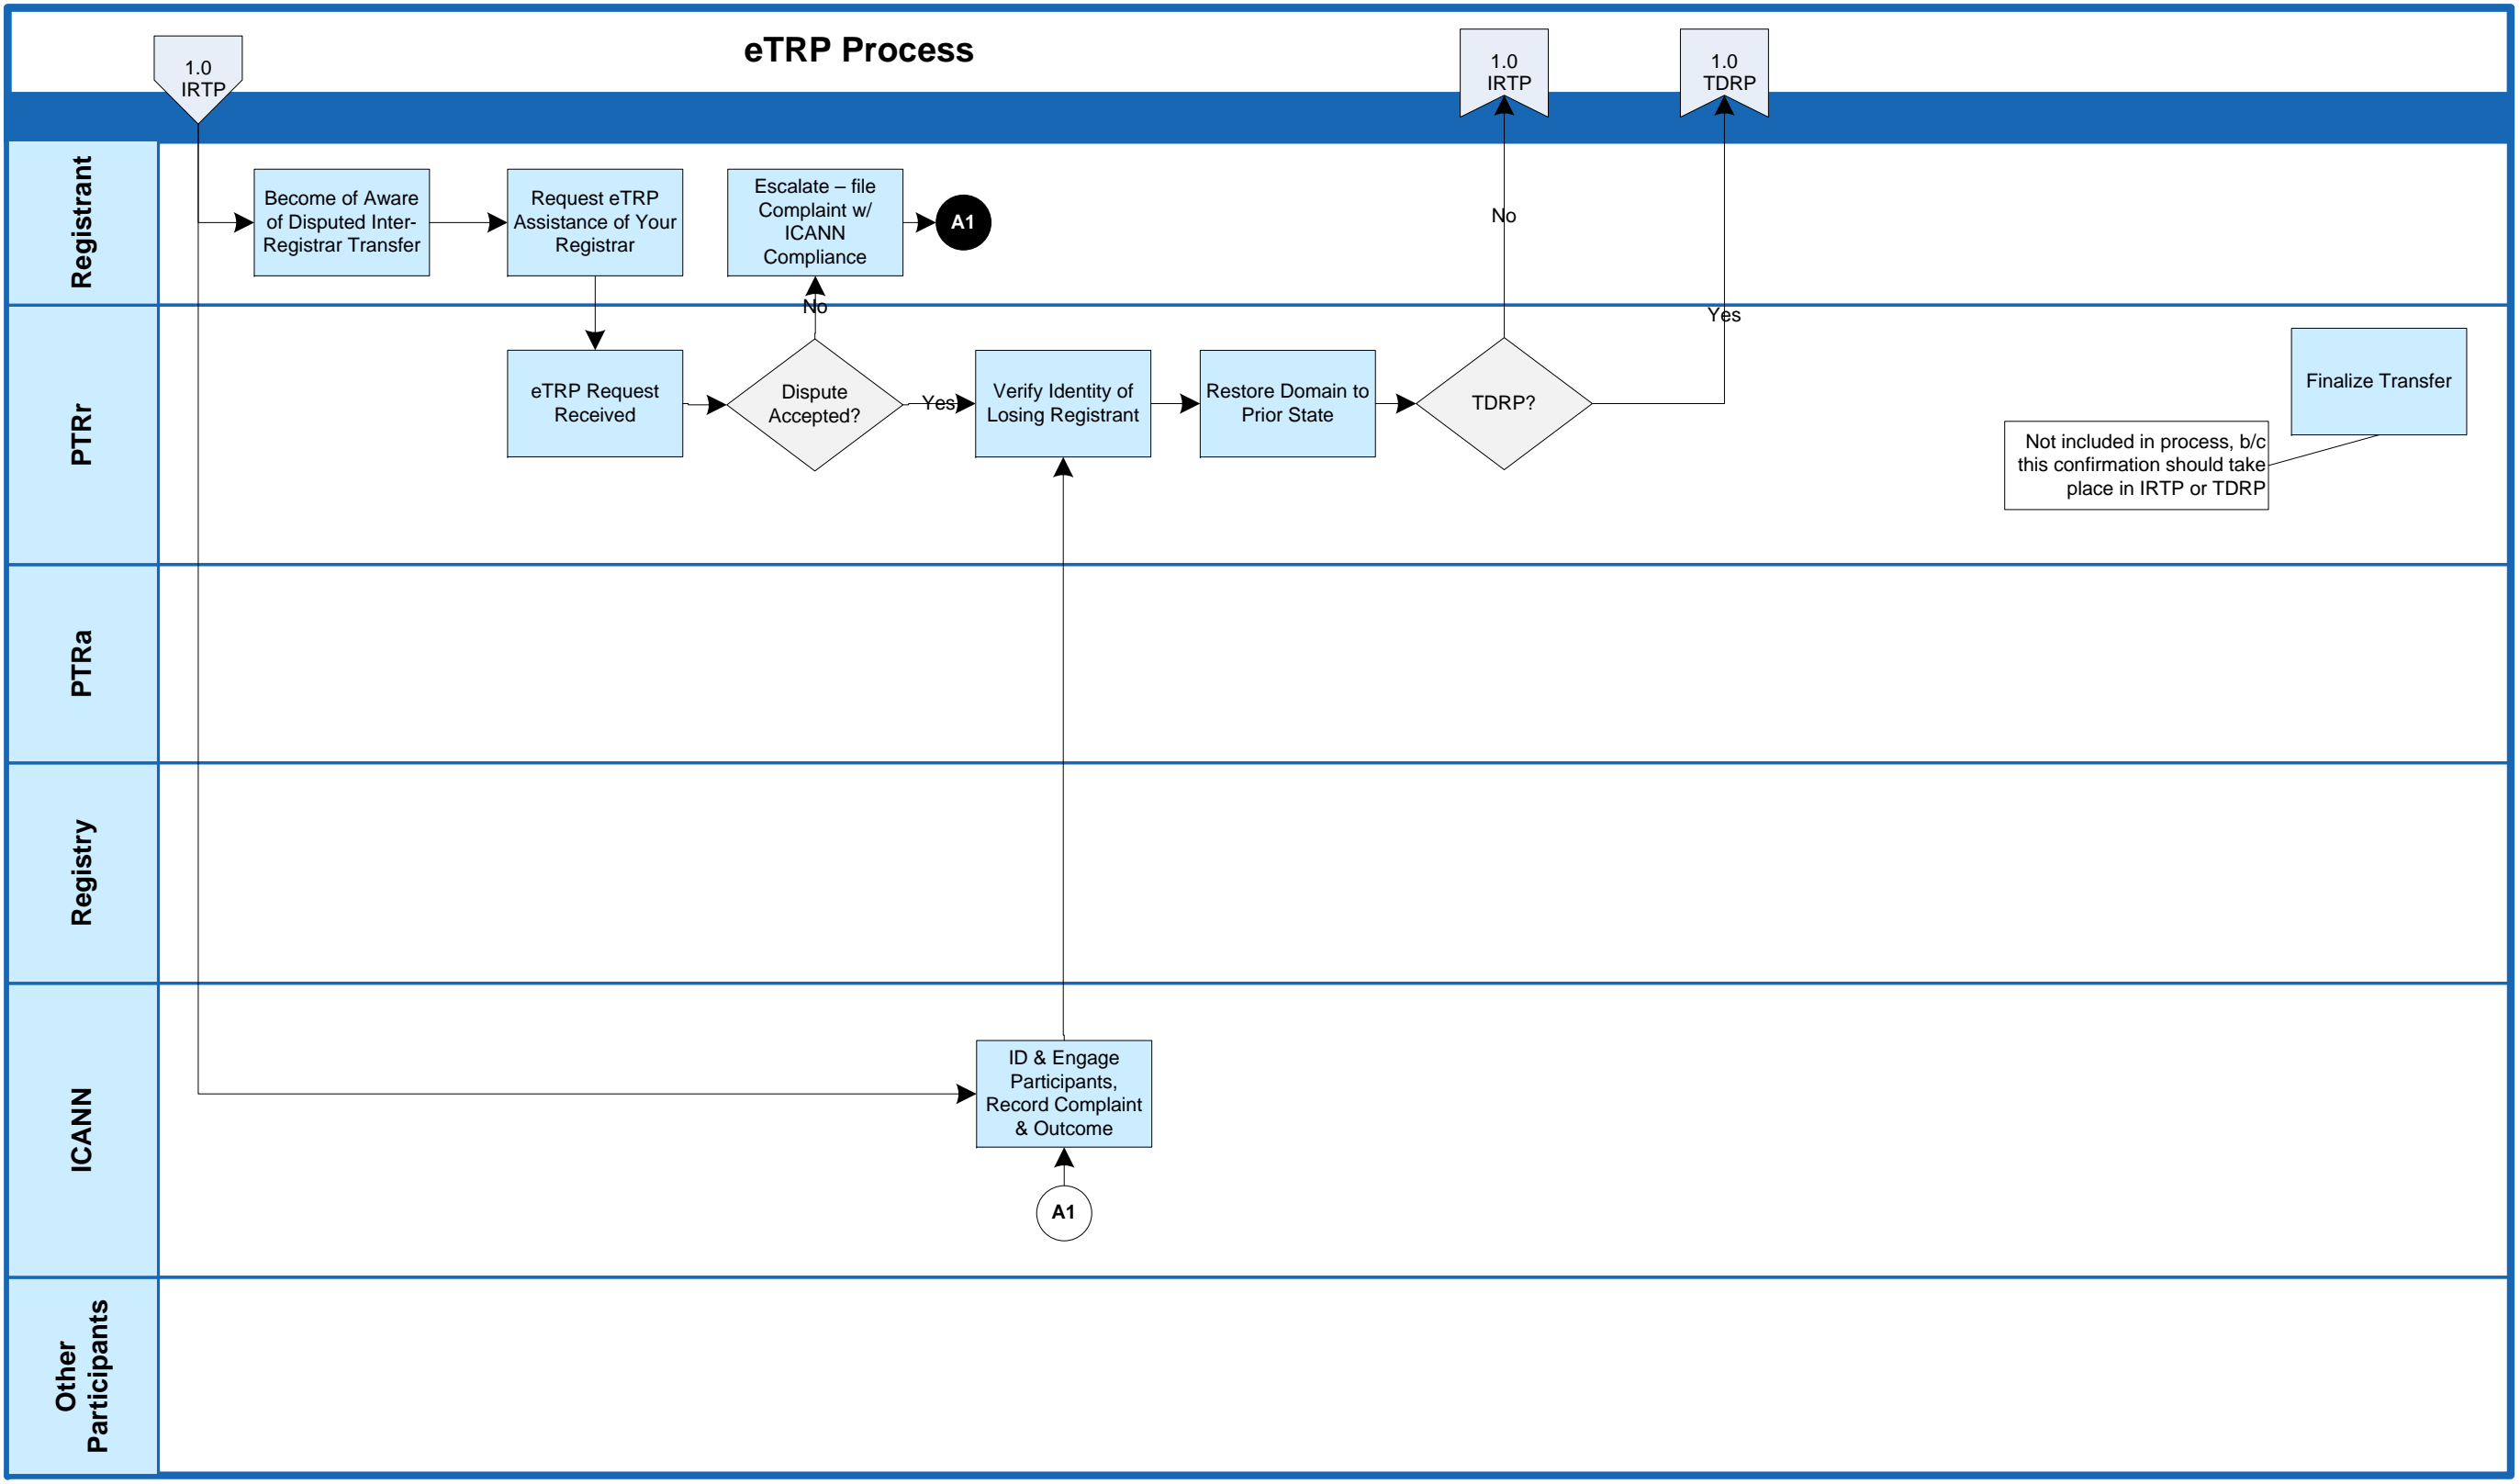 eTRP Process
1.0
IRTP
1.0
IRTP
1.0
TDRP
Registrant
Become of Aware
of Disputed Inter-
Registrar Transfer
Request eTRP
Assistance of Your
Registrar
Escalate – file
Complaint w/
ICANN
Compliance
A1
No
No
Yes
PTRr
eTRP Request
Received
Dispute
Accepted?
Yes
Verify Identity of
Losing Registrant
Restore Domain to
Prior State
TDRP?
Finalize Transfer
Not included in process, b/c
this confirmation should take
place in IRTP or TDRP
PTRa
Registry
ICANN
ID & Engage
Participants,
Record Complaint
& Outcome
A1
Other
Participants